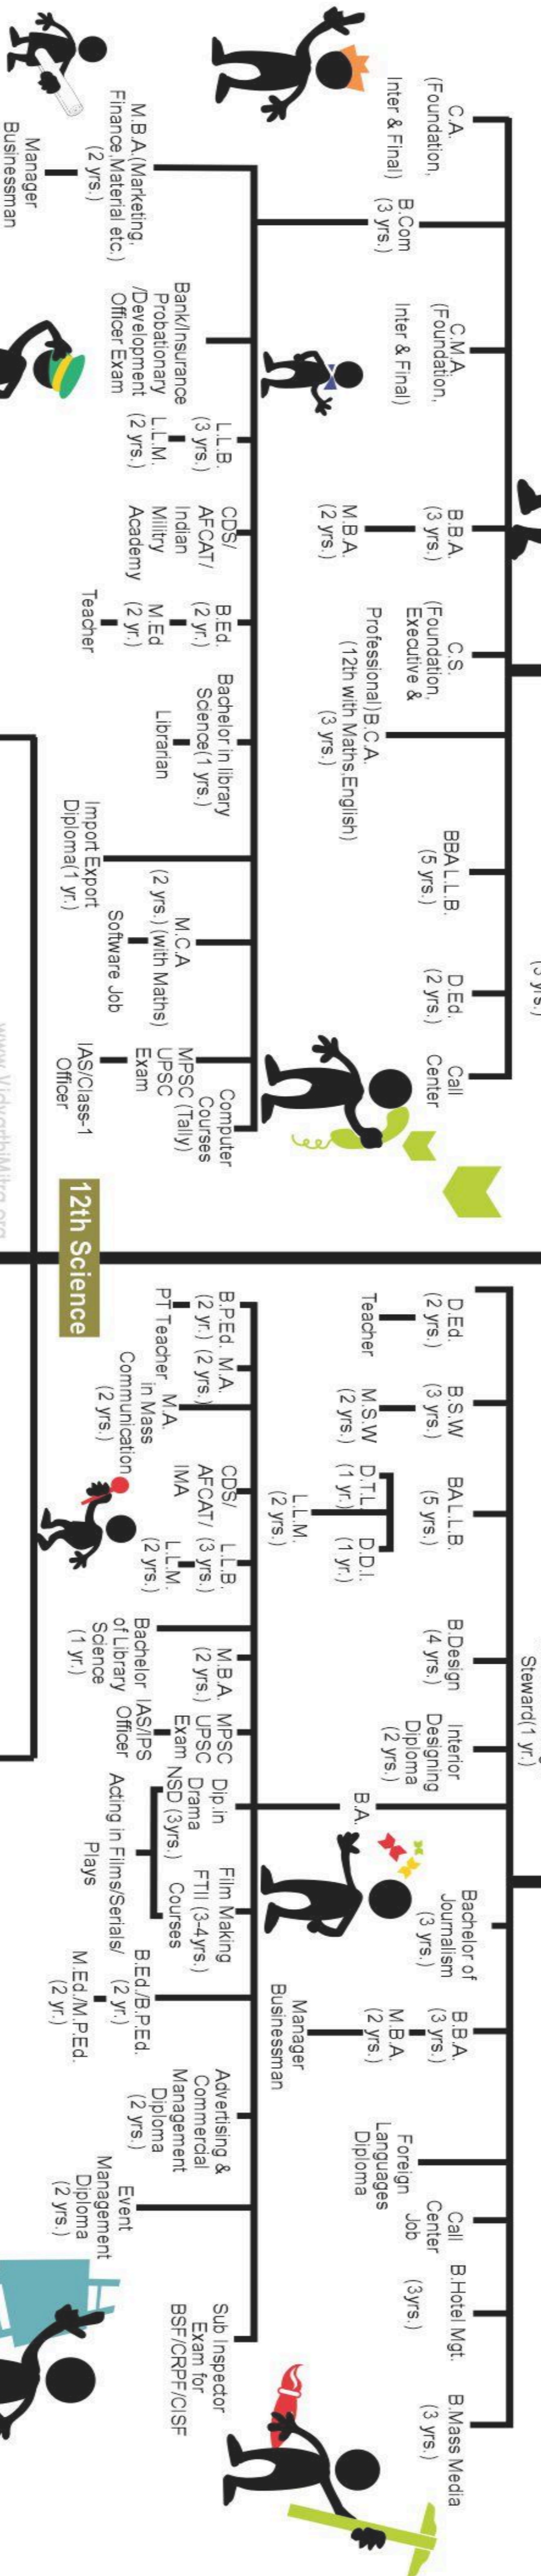 (3 yrs.)
Steward(1 yr.)
C.A.
(Foundation,
Inter & Final)
B.Com
(3 yrs.)
C.M.A.
(Foundation,
Inter & Final)
B.B.A.
(3 yrs.)
M.B.A.
(2 yrs.)
C.S.
(Foundation,
Executive &
Professional)
B.C.A.
(12th with Maths,English)
(3 yrs.)
BBA L.L.B.
(5 yrs.)
D.Ed.
(2 yrs.)
Call
Center
M.B.A.(Marketing,
Finance,Material etc.)
(2 yrs.)
Manager
Businessman
Bank/Insurance
Probationary
/Development
Officer Exam
L.L.B.
(3 yrs.)
L.L.M.
(2 yrs.)
CDS/
AFCAT/
Indian
Militry
Academy
B.Ed.
(2 yr.)
M.Ed
(2 yr.)
Teacher
Bachelor in library
Science(1 yrs.)
Librarian
Import Export
Diploma(1 yr.)
M.C.A
(2 yrs.) (with Maths)
Software Job
MPSC
UPSC
Exam
IAS/Class-1
Officer
Computer
Courses
(Tally)
D.Ed.
(2 yrs.)
Teacher
B.S.W
(3 yrs.)
M.S.W
(2 yrs.)
BA L.L.B.
(5 yrs.)
D.T.L.
(1 yr.)
D.D.I.
(1 yr.)
L.L.M.
(2 yrs.)
B.Design
(4 yrs.)
Interior
Designing
Diploma
(2 yrs.)
B.A.
Bachelor of
Journalism
(3 yrs.)
B.B.A.
(3 yrs.)
M.B.A.
(2 yrs.)
Manager
Businessman
Foreign
Languages
Diploma
Call
Center
Job
B.Hotel Mgt.
(3yrs.)
B.Mass Media
(3 yrs.)
B.P.Ed.
(2 yr.)
PT Teacher
M.A.
(2 yrs.)
M.A.
in Mass
Communication
(2 yrs.)
CDS/
AFCAT/
IMA
L.L.B.
(3 yrs.)
L.L.M.
(2 yrs.)
Bachelor
of Library
Science
(1 yr.)
M.B.A.
(2 yrs.)
MPSC
UPSC
Exam
IAS/IPS
Officer
Dip.in
Drama
NSD (3yrs.)
Film Making
FTII (3-4yrs.)
Courses
Acting in Films/Serials/
Plays
B.Ed./B.P.Ed.
(2 yr.)
M.Ed./M.P.Ed.
(2 yr.)
Advertising &
Commercial
Management
Diploma
(2 yrs.)
Event
Management
Diploma
(2 yrs.)
Sub Inspector
Exam for
BSF/CRPF/CISF
12th Science
www.VidyarthiMitra.org